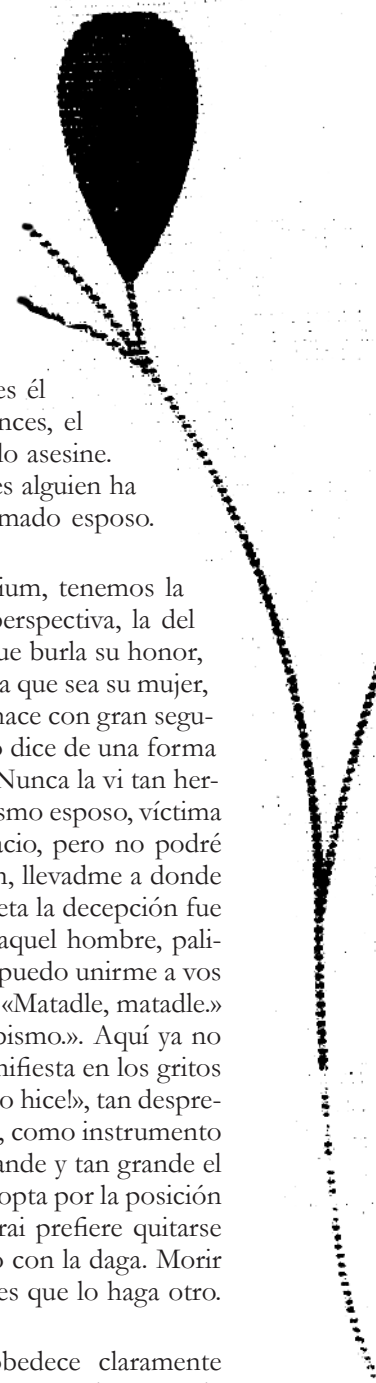 es él
nces, el
lo asesine.
es alguien ha
mado esposo.
ium, tenemos la
perspectiva, la del
ue burla su honor,
a que sea su mujer,
hace con gran segu-
o dice de una forma
Nunca la vi tan her-
smo esposo, víctima
acio, pero no podré
n, llevadme a donde
eta la decepción fue
aquel hombre, pali-
puedo unirme a vos
«Matadle, matadle.»
bismo.». Aquí ya no
nifiesta en los gritos
o hice!», tan despre-
, como instrumento
ande y tan grande el
opta por la posición
rai prefiere quitarse
o con la daga. Morir
es que lo haga otro.
bedece claramente